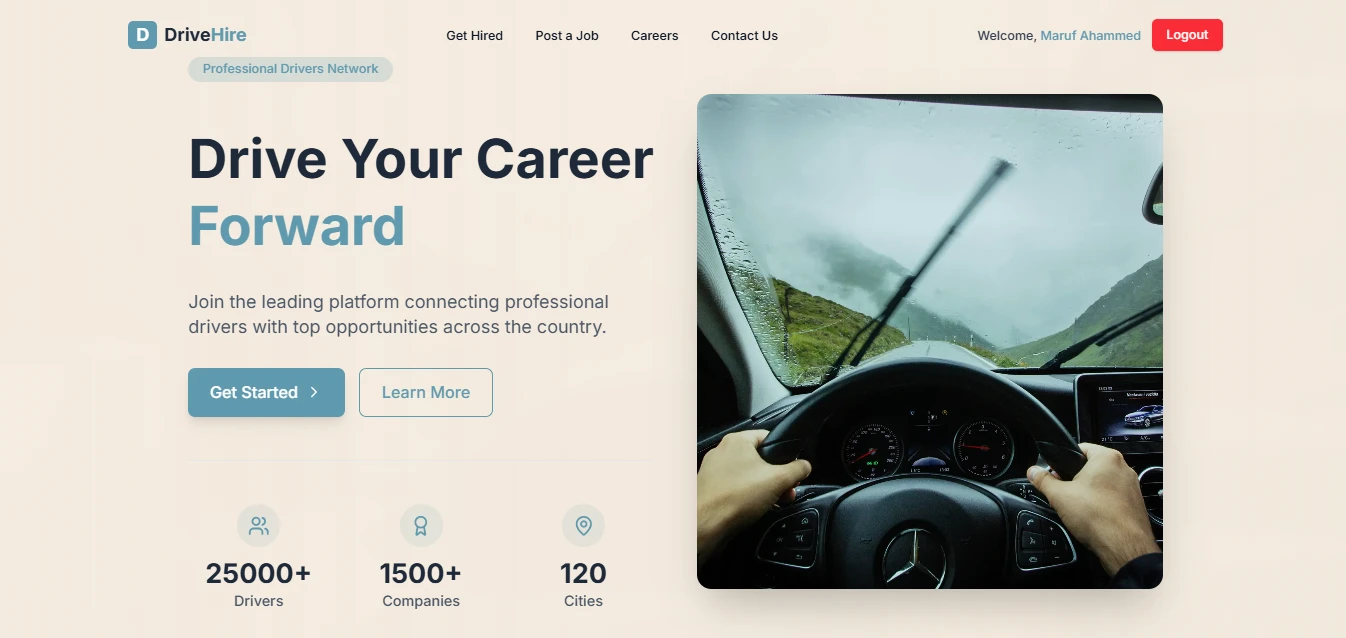 D DriveHire
Get Hired Post a Job Careers Contact Us
Welcome, Maruf Ahammed Logout
Professional Drivers Network
Drive Your Career
Forward
Join the leading platform connecting professional
drivers with top opportunities across the country.
Get Started
Learn More
25000+ 1500+ 120
Drivers Companies Cities